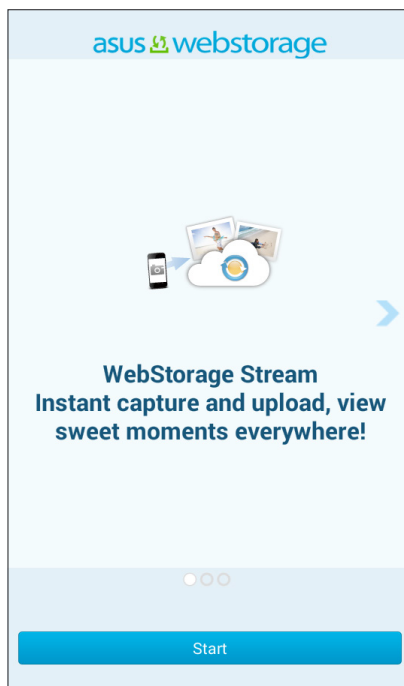 asus webstorage
WebStorage Stream
Instant capture and upload, view
sweet moments everywhere!
Start